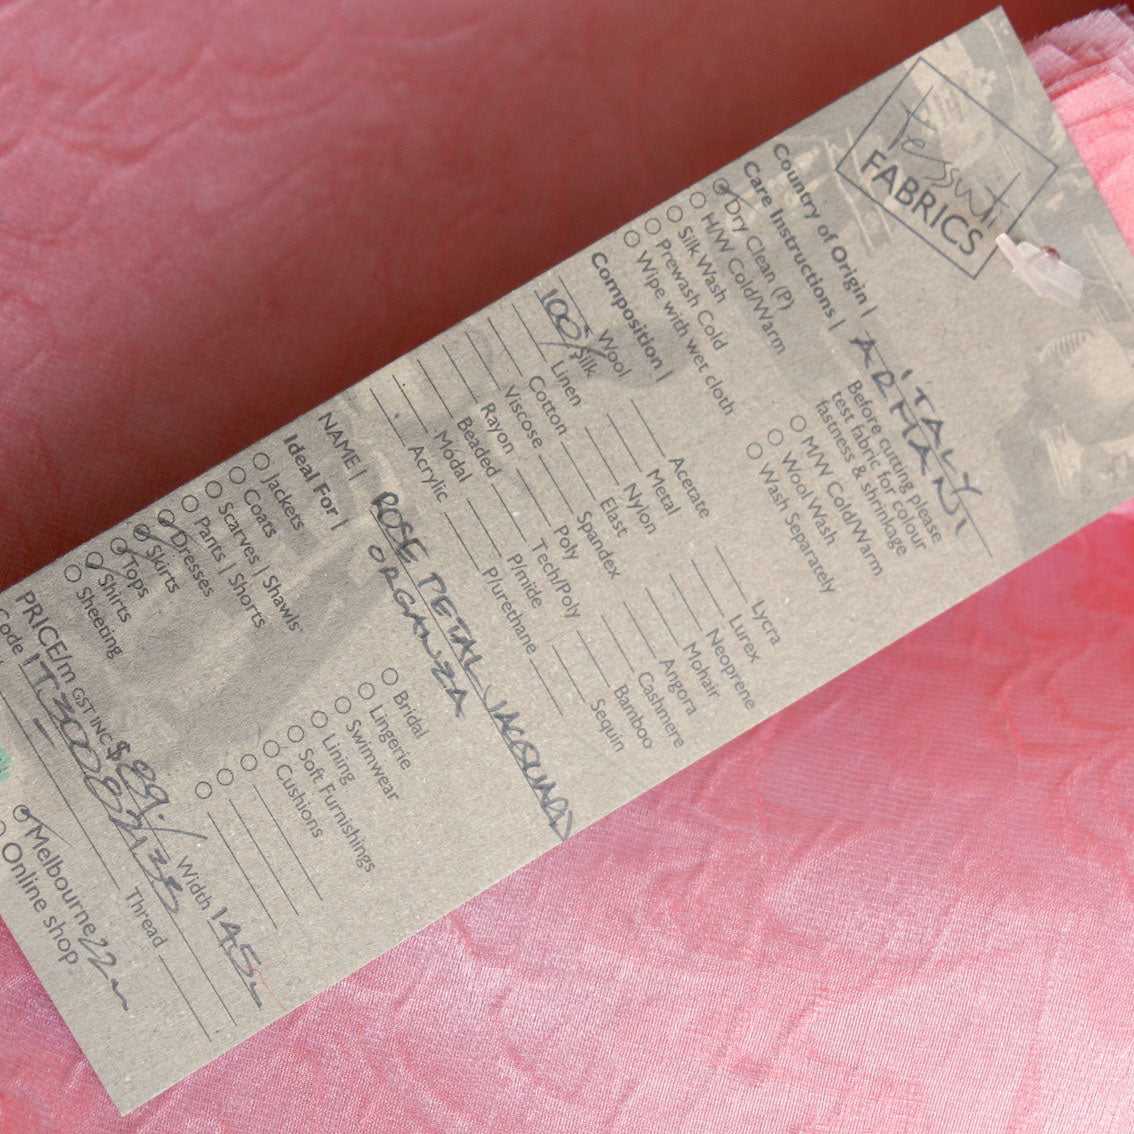 Tessuti
FABRICS
Country of Origin | ITALY
ARMANI
Care Instructions |
Before cutting please
test fabric for colour
fastness & shrinkage
Dry Clean (P)
H/W Cold/Warm
Silk Wash
Prewash Cold
Wipe with wet cloth
M/W Cold/Warm
Wool Wash
Wash Separately
Composition |
Wool
100% Silk
Linen
Cotton
Viscose
Rayon
Beaded
Modal
Acrylic
Acetate
Metal
Nylon
Elast
Spandex
Poly
Tech/Poly
P/mide
P/urethane
Lycra
Lurex
Neoprene
Mohair
Angora
Cashmere
Bamboo
Sequin
NAME | ROSE PETAL JACQUARD
ORGANZA
Ideal For |
Jackets
Coats
Scarves | Shawls
Pants | Shorts
Dresses
Skirts
Tops
Shirts
Sheeting
Bridal
Lingerie
Swimwear
Lining
Soft Furnishings
Cushions
PRICE/m GST INC $89. Width 145
Code Thread
Melbourne 22m
Online shop